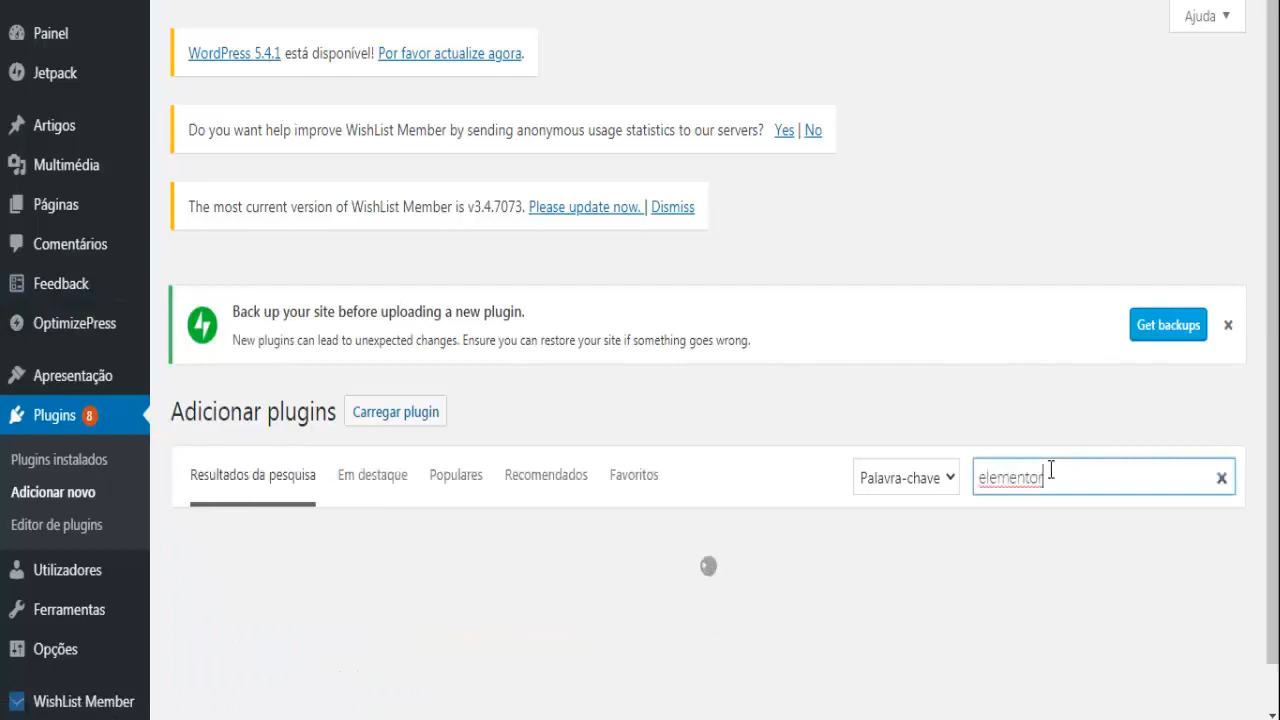 Painel
Jetpack
Artigos
Multimédia
Páginas
Comentários
Feedback
OptimizePress
Apresentação
Plugins 8
Plugins instalados
Adicionar novo
Editor de plugins
Utilizadores
Ferramentas
Opções
WishList Member
Ajuda
WordPress 5.4.1 está disponível! Por favor actualize agora.
Do you want help improve WishList Member by sending anonymous usage statistics to our servers? Yes | No
The most current version of WishList Member is v3.4.7073. Please update now. | Dismiss
Back up your site before uploading a new plugin.
New plugins can lead to unexpected changes. Ensure you can restore your site if something goes wrong.
Get backups
Adicionar plugins Carregar plugin
Resultados da pesquisa Em destaque Populares Recomendados Favoritos Palavra-chave elementor